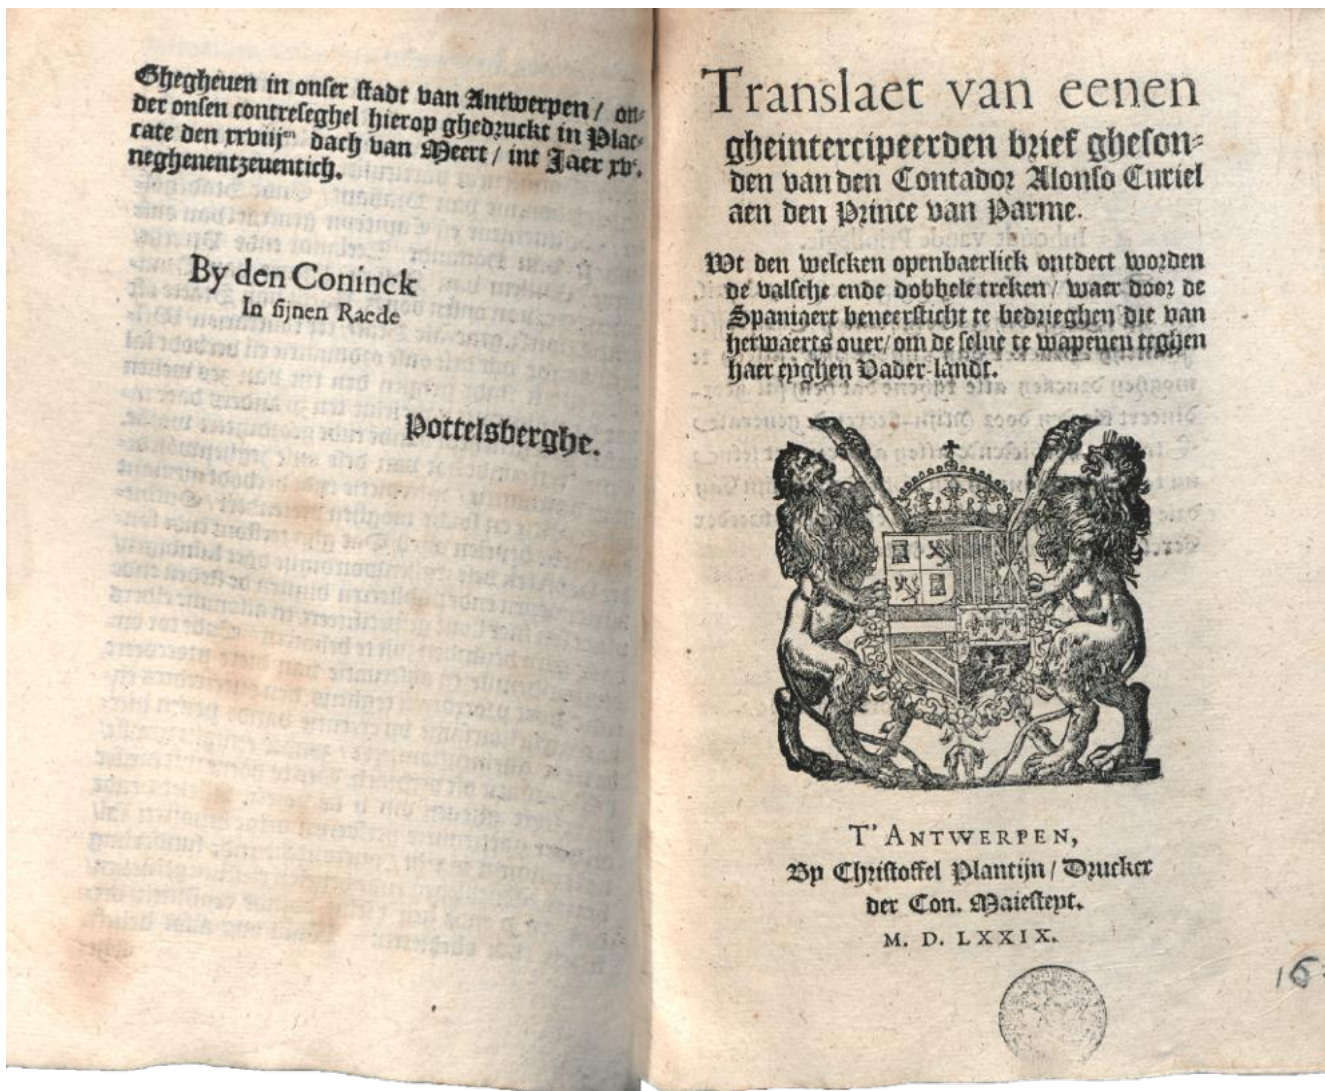 Ghegheuen in onser stadt van Antwerpen / on-
der onsen contreseghel hierop ghedruckt in Plac-
cate den xxviijen dach van Meert / int Jaer xvc.
neghenentzeuentich.
By den Coninck
In sijnen Raede
Pottelsberghe.
Translaet van eenen
gheintercipeerden brief gheson-
den van den Contador Alonso Curiel
aen den Prince van Parme.
Wt den welcken openbaerlick ontdect worden
de valsche ende dobbele treken / waer door de
Spaniaert beneersticht te bedrieghen die van
herwaerts ouer / om de selue te wapenen teghen
haer eyghen Vader-landt.
T'ANTWERPEN,
By Christoffel Plantijn / Drucker
der Con. Maiesteyt.
M. D. LXXIX.